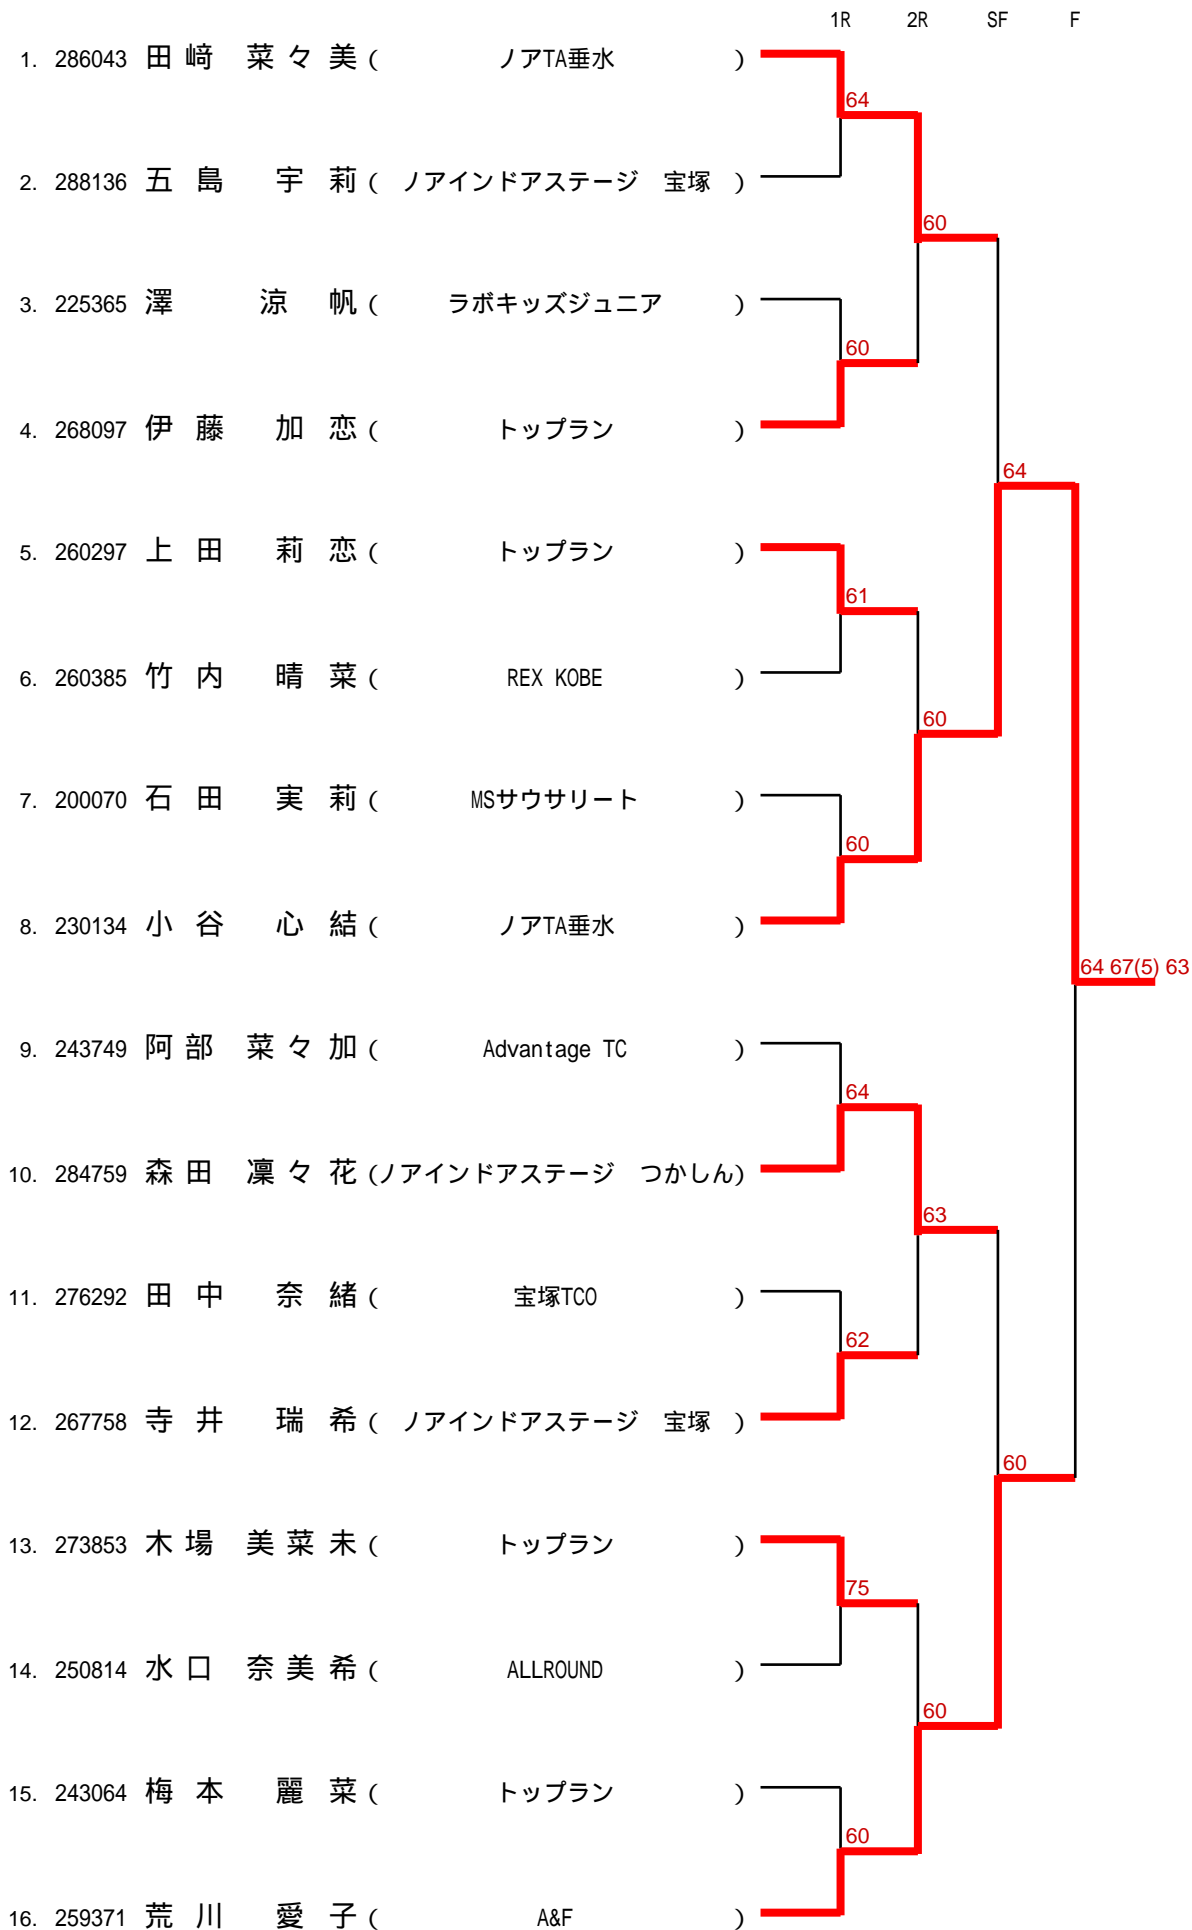 1R 2R SF F
1. 286043 田﨑 菜々美 ( ノアTA垂水 )
64
2. 288136 五島 宇莉 ( ノアインドアステージ 宝塚 )
60
3. 225365 澤 涼帆 ( ラボキッズジュニア )
60
4. 268097 伊藤 加恋 ( トップラン )
64
5. 260297 上田 莉恋 ( トップラン )
61
6. 260385 竹内 晴菜 ( REX KOBE )
60
7. 200070 石田 実莉 ( MSサウサリート )
60
8. 230134 小谷 心結 ( ノアTA垂水 )
64 67(5) 63
9. 243749 阿部 菜々加 ( Advantage TC )
64
10. 284759 森田 凜々花 (ノアインドアステージ つかしん)
63
11. 276292 田中 奈緒 ( 宝塚TCO )
62
12. 267758 寺井 瑞希 ( ノアインドアステージ 宝塚 )
60
13. 273853 木場 美菜未 ( トップラン )
75
14. 250814 水口 奈美希 ( ALLROUND )
60
15. 243064 梅本 麗菜 ( トップラン )
60
16. 259371 荒川 愛子 ( A&F )